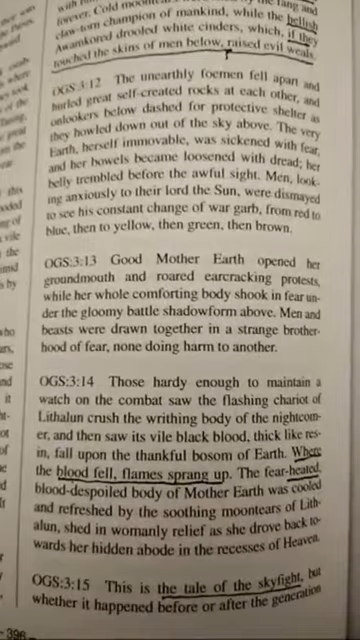 forever. Cold moon
fang and
claw-torn champion of mankind, while the hellish
Awamkored drooled white cinders, which, if they
touched the skins of men below, raised evil weals.
OGS:3:12 The unearthly foemen fell apart and
hurled great self-created rocks at each other, and
onlookers below dashed for protective shelter as
they howled down out of the sky above. The very
Earth, herself immovable, was sickened with fear,
and her bowels became loosened with dread; her
belly trembled before the awful sight. Men, look-
ing anxiously to their lord the Sun, were dismayed
to see his constant change of war garb, from red to
blue, then to yellow, then green, then brown.
OGS:3:13 Good Mother Earth opened her
groundmouth and roared earcracking protests,
while her whole comforting body shook in fear un-
der the gloomy battle shadowform above. Men and
beasts were drawn together in a strange brother-
hood of fear, none doing harm to another.
OGS:3:14 Those hardy enough to maintain a
watch on the combat saw the flashing chariot of
Lithalun crush the writhing body of the nightcom-
er, and then saw its vile black blood, thick like res-
in, fall upon the thankful bosom of Earth. Where
the blood fell, flames sprang up. The fear-heated,
blood-despoiled body of Mother Earth was cooled
and refreshed by the soothing moontears of Lith-
alun, shed in womanly relief as she drove back to-
wards her hidden abode in the recesses of Heaven.
OGS:3:15 This is the tale of the skyfight, but
whether it happened before or after the generation
- 396 -